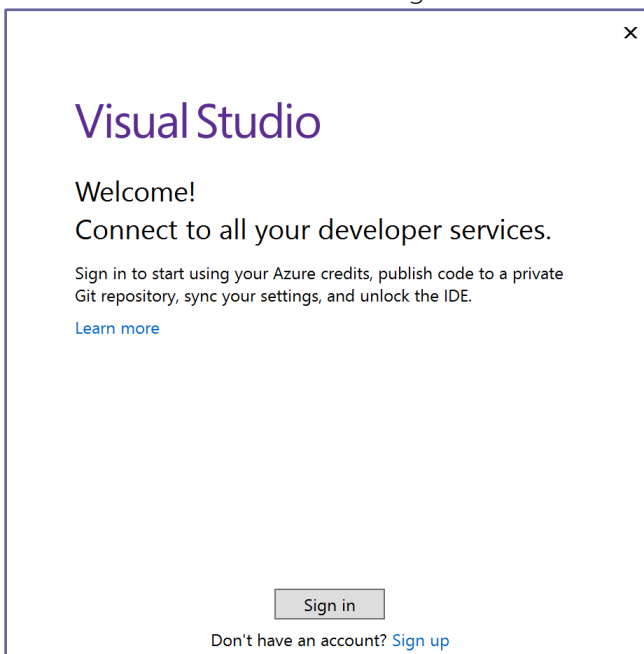 Visual Studio
Welcome!
Connect to all your developer services.
Sign in to start using your Azure credits, publish code to a private
Git repository, sync your settings, and unlock the IDE.
Learn more
Sign in
Don't have an account? Sign up